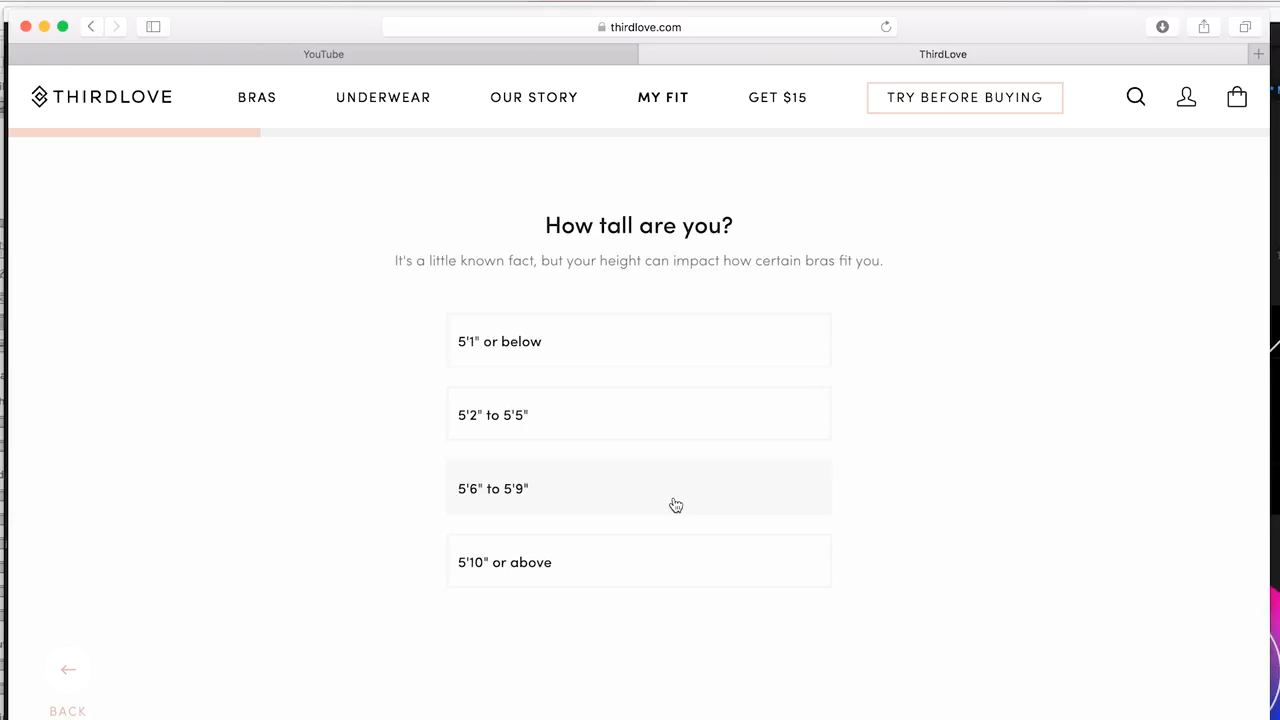 thirdlove.com
YouTube
ThirdLove
THIRDLOVE BRAS UNDERWEAR OUR STORY MY FIT GET $15 TRY BEFORE BUYING
How tall are you?
It's a little known fact, but your height can impact how certain bras fit you.
5'1" or below
5'2" to 5'5"
5'6" to 5'9"
5'10" or above
BACK